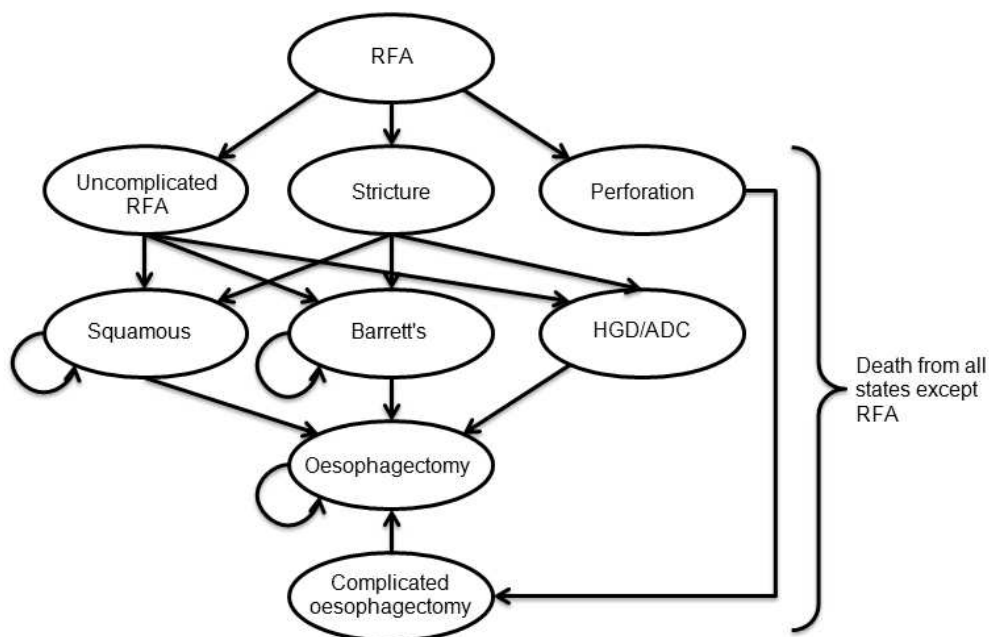 RFA
Uncomplicated
RFA
Stricture
Perforation
Squamous
Barrett's
HGD/ADC
Death from all
states except
RFA
Oesophagectomy
Complicated
oesophagectomy